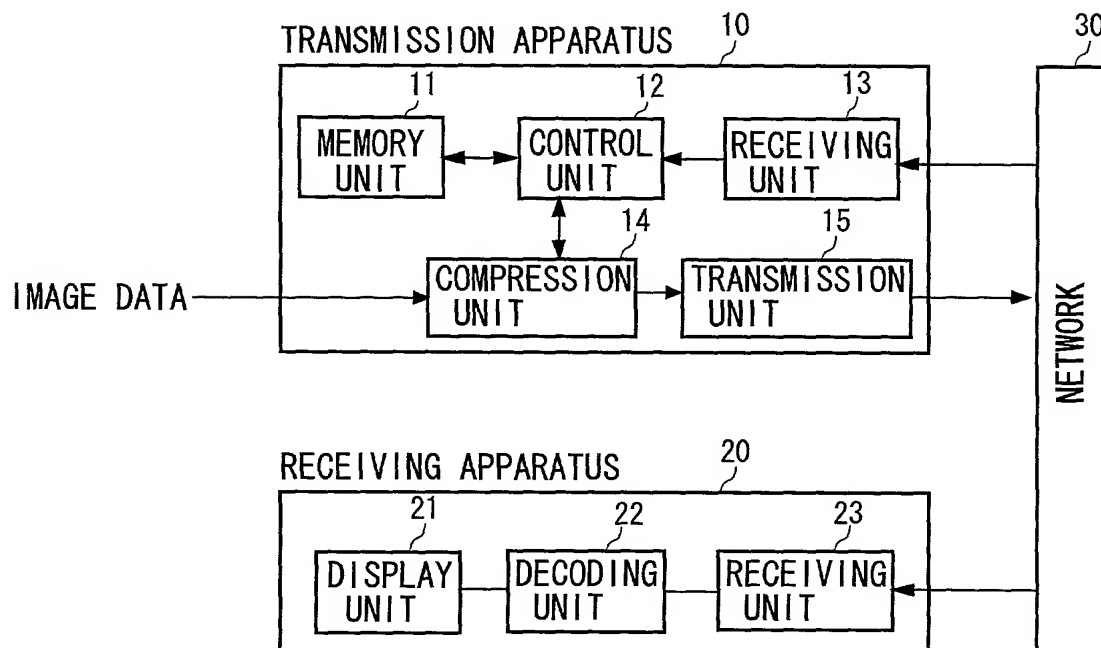 TRANSMISSION APPARATUS
10
30
11
12
13
MEMORY
UNIT
CONTROL
UNIT
RECEIVING
UNIT
14
15
IMAGE DATA
COMPRESSION
UNIT
TRANSMISSION
UNIT
NETWORK
RECEIVING APPARATUS
20
21
22
23
DISPLAY
UNIT
DECODING
UNIT
RECEIVING
UNIT